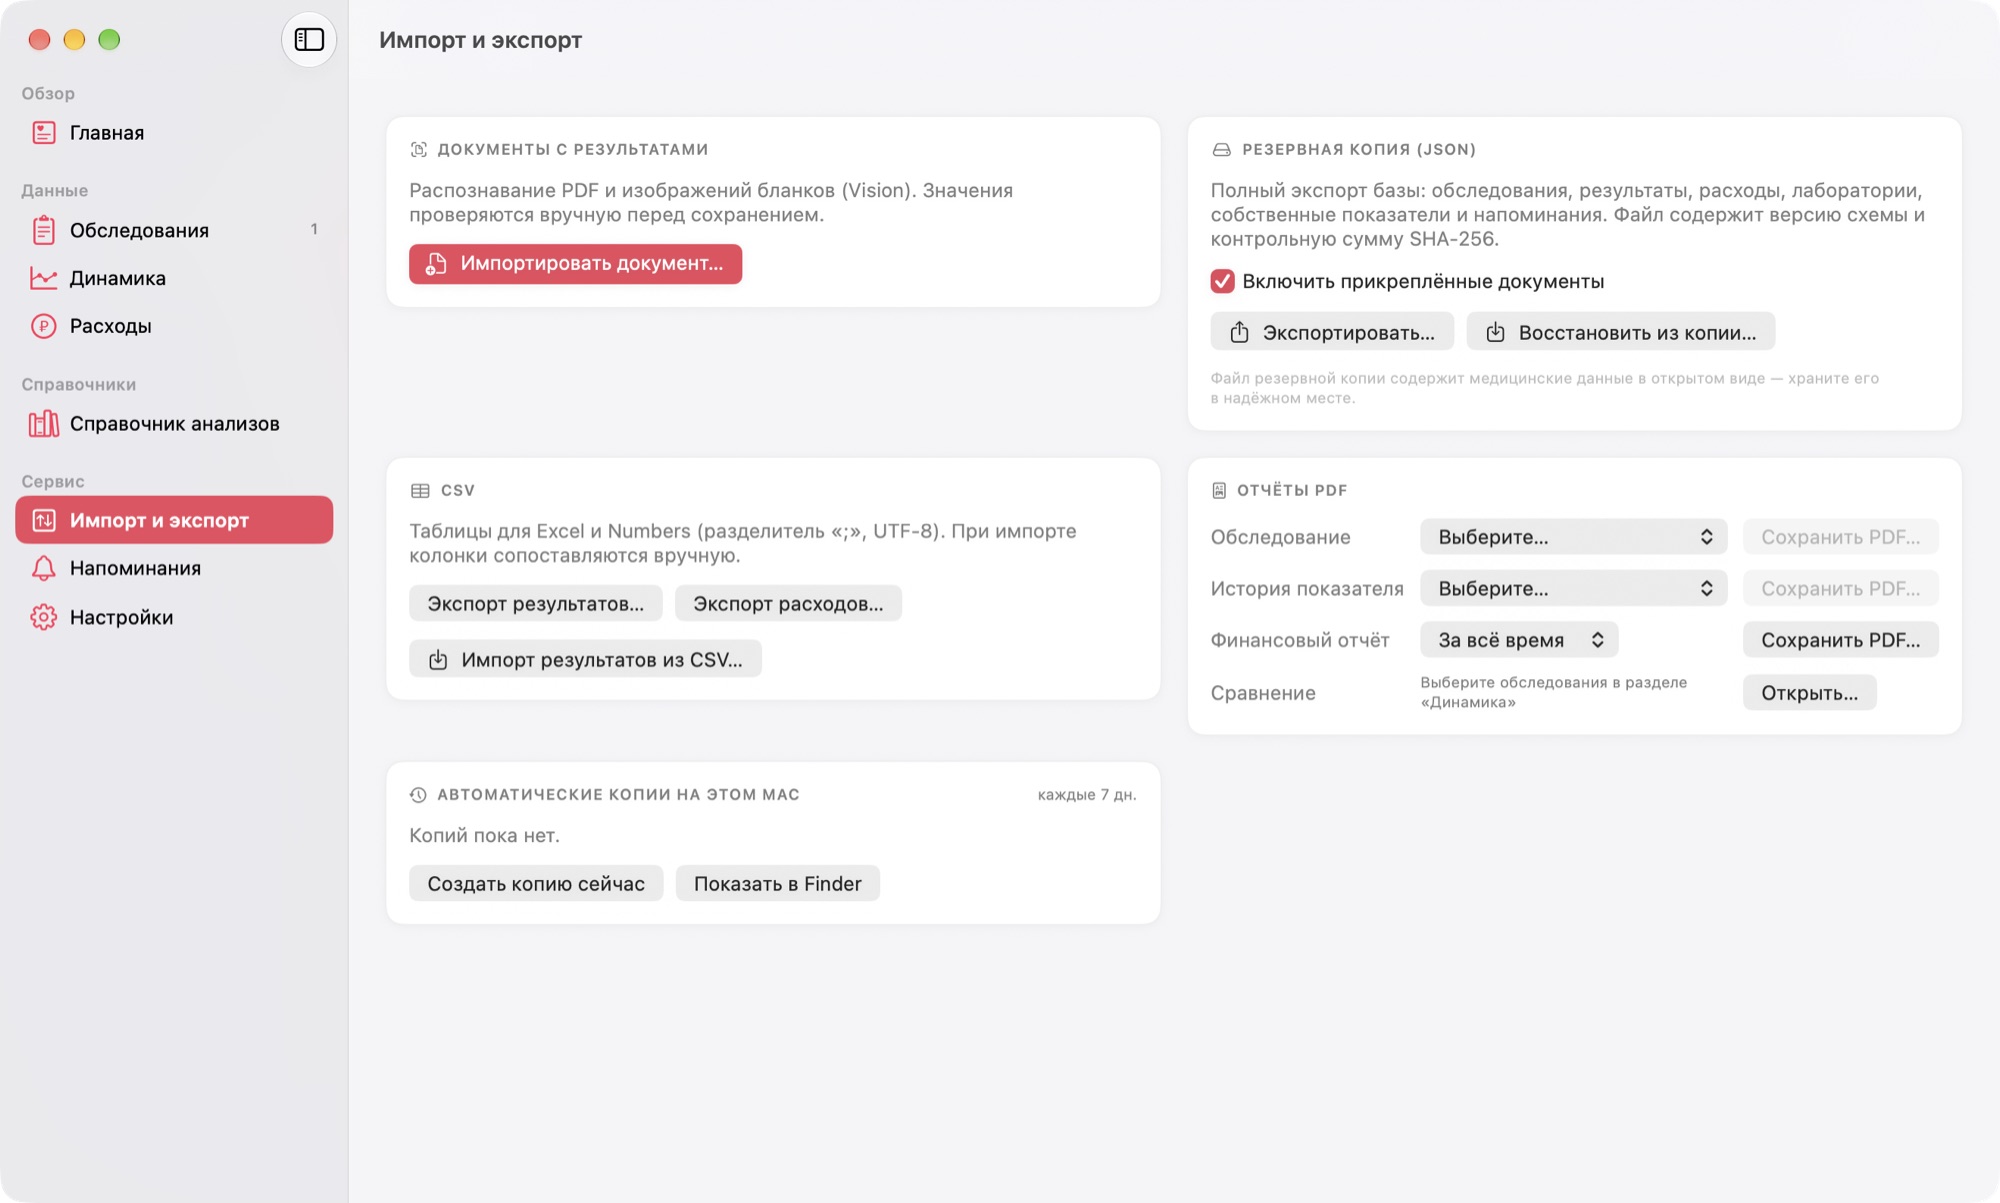 Импорт и экспорт
Обзор
Главная
Данные
Обследования 1
Динамика
Расходы
Справочники
Справочник анализов
Сервис
Импорт и экспорт
Напоминания
Настройки
ДОКУМЕНТЫ С РЕЗУЛЬТАТАМИ
Распознавание PDF и изображений бланков (Vision). Значения
проверяются вручную перед сохранением.
Импортировать документ...
РЕЗЕРВНАЯ КОПИЯ (JSON)
Полный экспорт базы: обследования, результаты, расходы, лаборатории,
собственные показатели и напоминания. Файл содержит версию схемы и
контрольную сумму SHA-256.
Включить прикреплённые документы
Экспортировать... Восстановить из копии...
Файл резервной копии содержит медицинские данные в открытом виде — храните его
в надёжном месте.
CSV
Таблицы для Excel и Numbers (разделитель «;», UTF-8). При импорте
колонки сопоставляются вручную.
Экспорт результатов... Экспорт расходов...
Импорт результатов из CSV...
ОТЧЁТЫ PDF
Обследование Выберите... Сохранить PDF...
История показателя Выберите... Сохранить PDF...
Финансовый отчёт За всё время Сохранить PDF...
Сравнение Выберите обследования в разделе
«Динамика» Открыть...
АВТОМАТИЧЕСКИЕ КОПИИ НА ЭТОМ MAC каждые 7 дн.
Копий пока нет.
Создать копию сейчас Показать в Finder